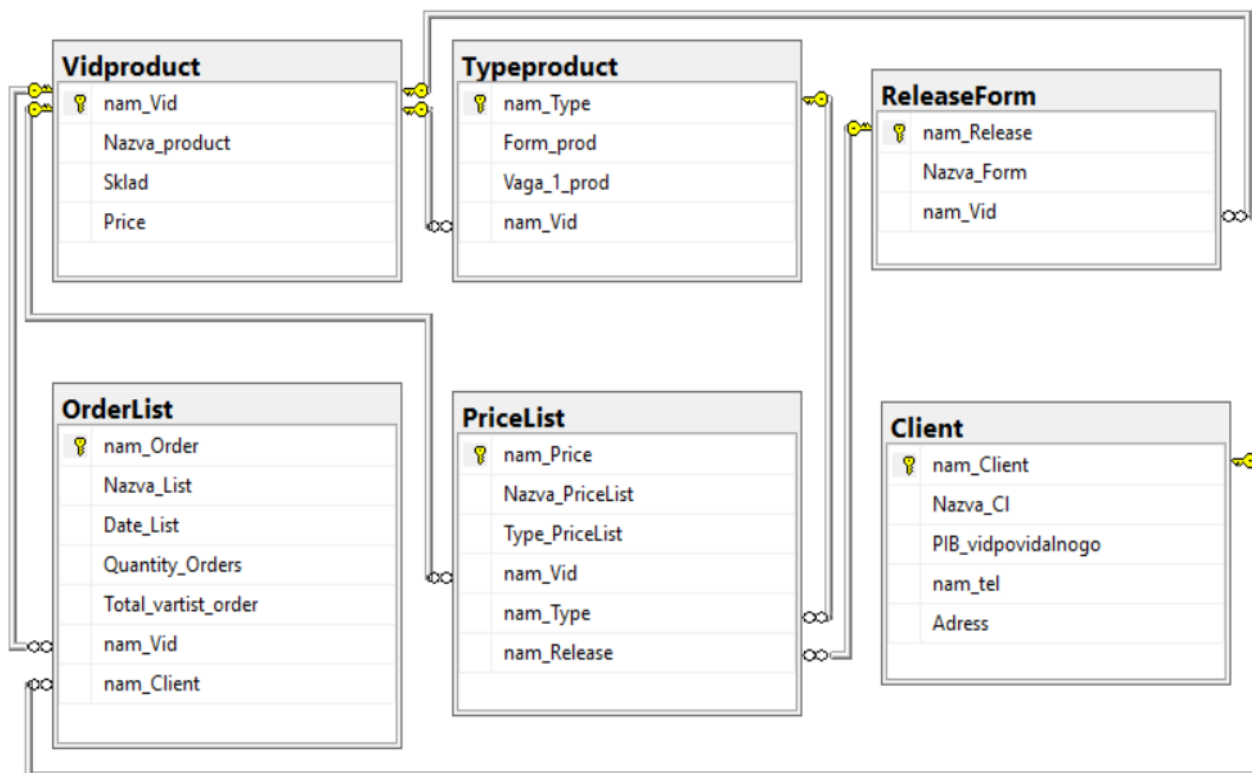 Vidproduct
nam_Vid
Nazva_product
Sklad
Price
Typeproduct
nam_Type
Form_prod
Vaga_1_prod
nam_Vid
ReleaseForm
nam_Release
Nazva_Form
nam_Vid
OrderList
nam_Order
Nazva_List
Date_List
Quantity_Orders
Total_vartist_order
nam_Vid
nam_Client
PriceList
nam_Price
Nazva_PriceList
Type_PriceList
nam_Vid
nam_Type
nam_Release
Client
nam_Client
Nazva_Cl
PIB_vidpovidalnogo
nam_tel
Adress